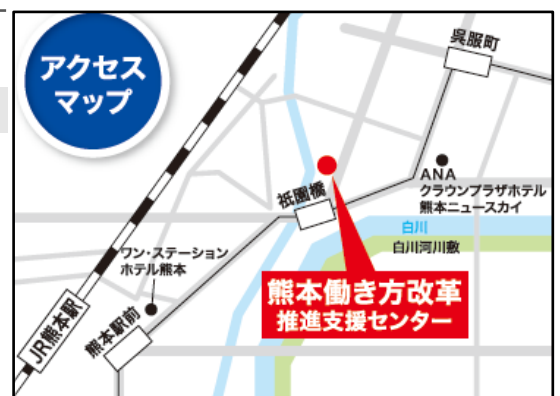 アクセス
マップ
呉服町
ANA
クラウンプラザホテル
熊本ニュースカイ
祇園橋
白川
白川河川敷
ワン・ステーション
ホテル熊本
熊本働き方改革
推進支援センター
JR熊本駅
熊本駅前